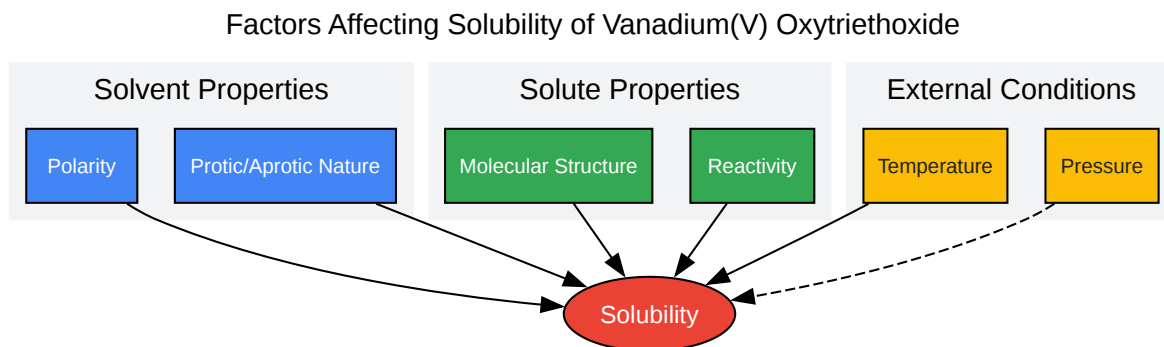 Factors Affecting Solubility of Vanadium(V) Oxytriethoxide
Solvent Properties
Solute Properties
External Conditions
Polarity
Protic/Aprotic Nature
Molecular Structure
Reactivity
Temperature
Pressure
Solubility